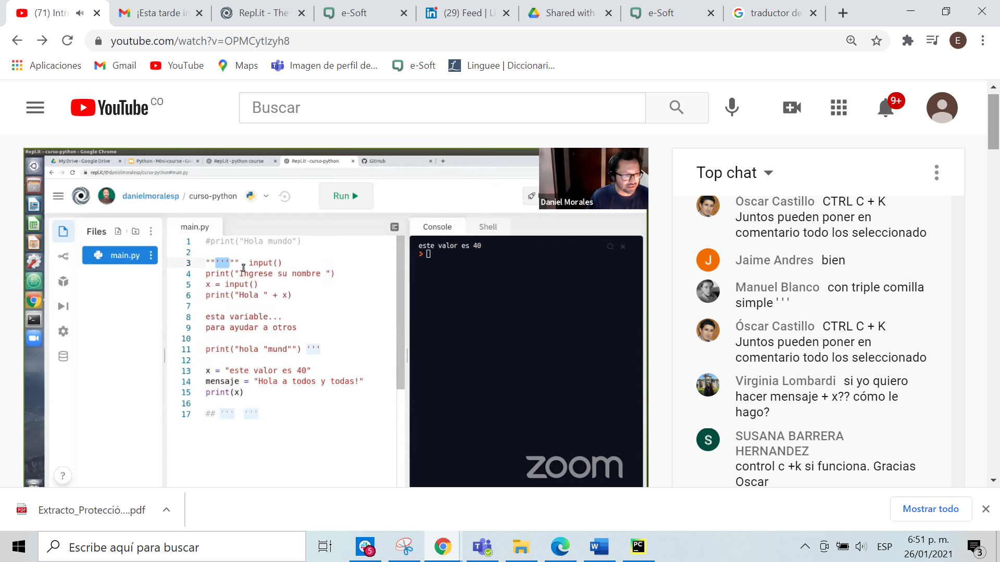 (71) Intr
¡Esta tarde in
Repl.it - The
e-Soft
(29) Feed | Li
Shared with
e-Soft
traductor de
youtube.com/watch?v=OPMCytIzyh8
E
Aplicaciones
Gmail
YouTube
Maps
Imagen de perfil de...
e-Soft
Linguee | Diccionari...
YouTube CO
Buscar
9+
Repl.it - curso-python - Google Chrome
My Drive - Google Drive
Python - Mini-course - Go
Repl.it - python course
Repl.it - curso-python
GitHub
repl.it/@danielmoralesp/curso-python#main.py
danielmoralesp / curso-python
Run
Daniel Morales
Files
main.py
main.py
Console
Shell
1 #print("Hola mundo")
2
3 ""'''"" input()
4 print("Ingrese su nombre ")
5 x = input()
6 print("Hola " + x)
7
8 esta variable...
9 para ayudar a otros
10
11 print("hola "mund"") '''
12
13 x = "este valor es 40"
14 mensaje = "Hola a todos y todas!"
15 print(x)
16
17 ## ''' '''
este valor es 40
>
?
zoom
Top chat
Óscar Castillo CTRL C + K
Juntos pueden poner en
comentario todo los seleccionado
J
Jaime Andres bien
Manuel Blanco con triple comilla
simple ' ' '
Óscar Castillo CTRL C + K
Juntos pueden poner en
comentario todo los seleccionado
Virginia Lombardi si yo quiero
hacer mensaje + x?? cómo le
hago?
S
SUSANA BARRERA
HERNANDEZ
control c +k si funciona. Gracias
Oscar
PDF
Extracto_Protecció....pdf
Mostrar todo
Escribe aquí para buscar
5
T
W
PC
ESP
6:51 p. m.
26/01/2021
3